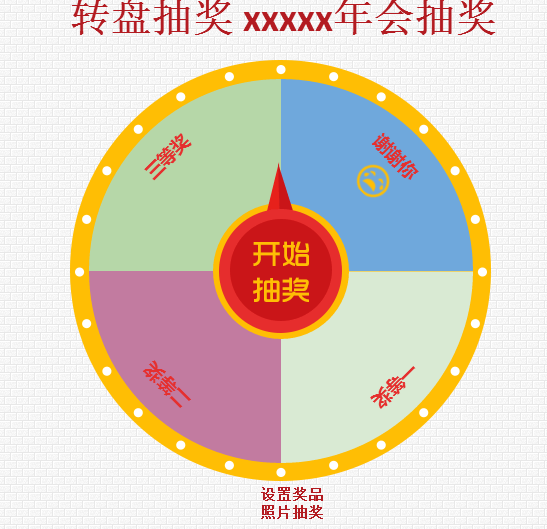 转盘抽奖 xxxxx年会抽奖
三等奖
谢谢你
开始
抽奖
二等奖
一等奖
设置奖品
照片抽奖